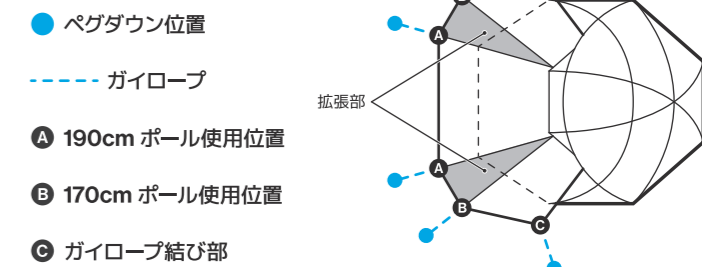 ペグダウン位置
ガイロープ
A 190cm ポール使用位置
B 170cm ポール使用位置
C ガイロープ結び部
拡張部
A
A
B
C